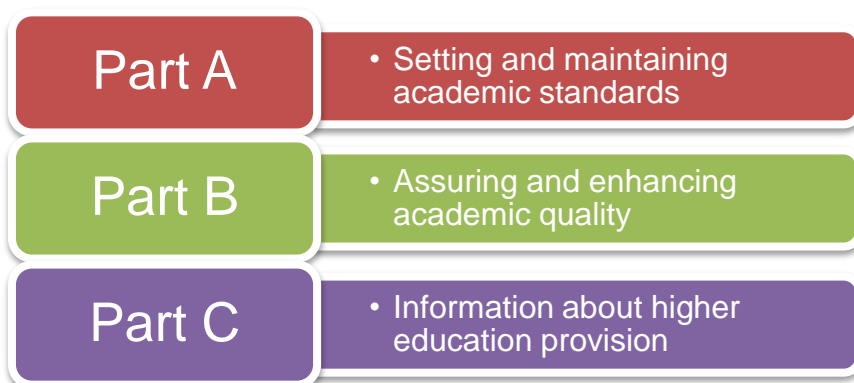 Part A
• Setting and maintaining
academic standards
Part B
• Assuring and enhancing
academic quality
Part C
• Information about higher
education provision